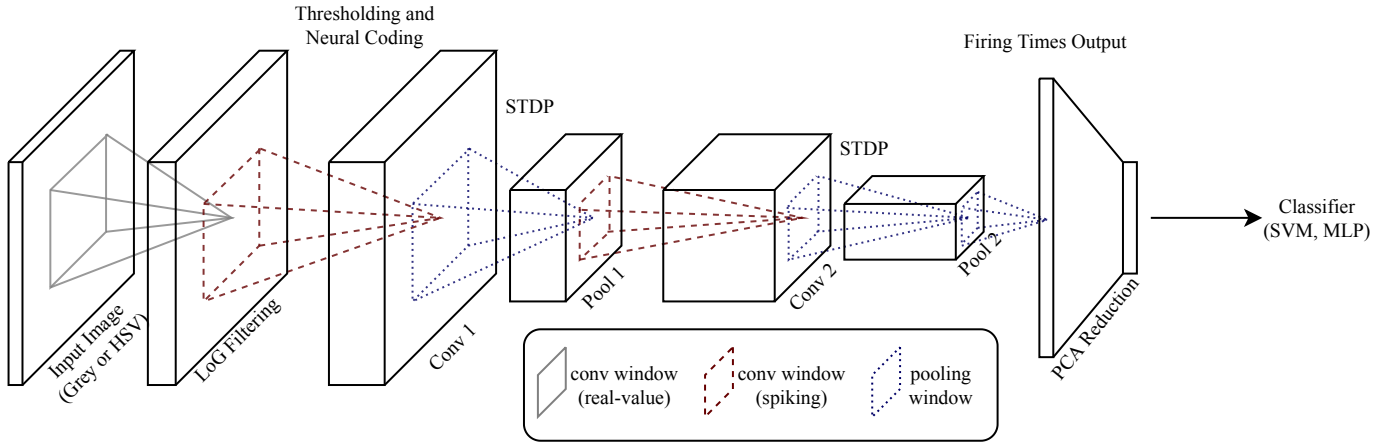 Thresholding and
Neural Coding
Firing Times Output
STDP
STDP
Input Image
(Grey or HSV)
LoG Filtering
Conv 1
Pool 1
Conv 2
Pool 2
PCA Reduction
Classifier
(SVM, MLP)
conv window
(real-value)
conv window
(spiking)
pooling
window